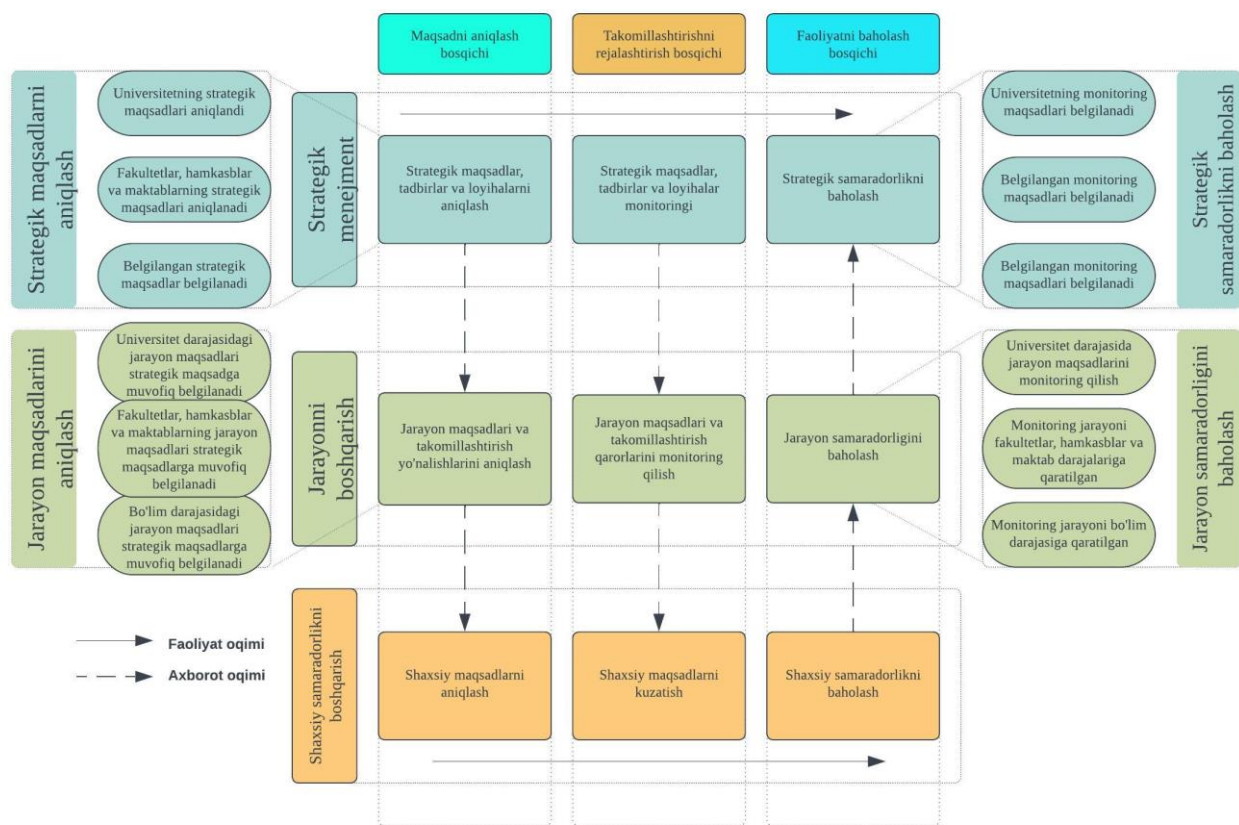 Maqsadni aniqlash
bosqichi
Takomillashtirishni
rejalashtirish bosqichi
Faoliyatni baholash
bosqichi
Strategik maqsadlarni
aniqlash
Universitetning strategik
maqsadlari aniqlandi
Fakultetlar, hamkasblar
va maktablarning strategik
maqsadlari aniqlanadi
Belgilangan strategik
maqsadlar belgilanadi
Strategik
menejment
Strategik maqsadlar,
tadbirlar va loyihalarni
aniqlash
Strategik maqsadlar,
tadbirlar va loyihalar
monitoringi
Strategik samaradorlikni
baholash
Universitetning monitoring
maqsadlari belgilanadi
Belgilangan monitoring
maqsadlari belgilanadi
Belgilangan monitoring
maqsadlari belgilanadi
Strategik
samaradorlikni baholash
Jarayon maqsadlarini
aniqlash
Universitet darajasidagi
jarayon maqsadlari
strategik maqsadga
muvofiq belgilanadi
Fakultetlar, hamkasblar
va maktablarning jarayon
maqsadlari strategik
maqsadlarga muvofiq
belgilanadi
Bo'lim darajasidagi
jarayon maqsadlari
strategik maqsadlarga
muvofiq belgilanadi
Jarayonni
boshqarish
Jarayon maqsadlari va
takomillashtirish
yo'nalishlarini aniqlash
Jarayon maqsadlari va
takomillashtirish
qarorlarini monitoring
qilish
Jarayon samaradorligini
baholash
Universitet darajasida
jarayon maqsadlarini
monitoring qilish
Monitoring jarayoni
fakultetlar, hamkasblar va
maktab darajalariga
qaratilgan
Monitoring jarayoni bo'lim
darajasiga qaratilgan
Jarayon samaradorligini
baholash
Faoliyat oqimi
Axborot oqimi
Shaxsiy samaradorlikni
boshqarish
Shaxsiy maqsadlarni
aniqlash
Shaxsiy maqsadlarni
kuzatish
Shaxsiy samaradorlikni
baholash